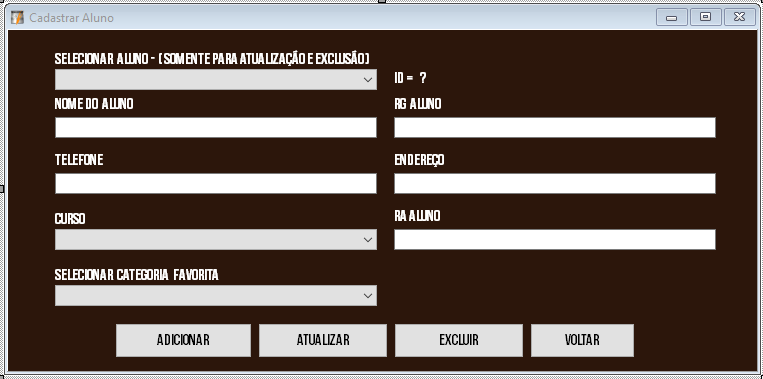 Cadastrar Aluno
SELECIONAR ALUNO - (SOMENTE PARA ATUALIZAÇÃO E EXCLUSÃO)
ID = ?
NOME DO ALUNO
RG ALUNO
TELEFONE
ENDEREÇO
CURSO
RA ALUNO
SELECIONAR CATEGORIA FAVORITA
ADICIONAR
ATUALIZAR
EXCLUIR
VOLTAR